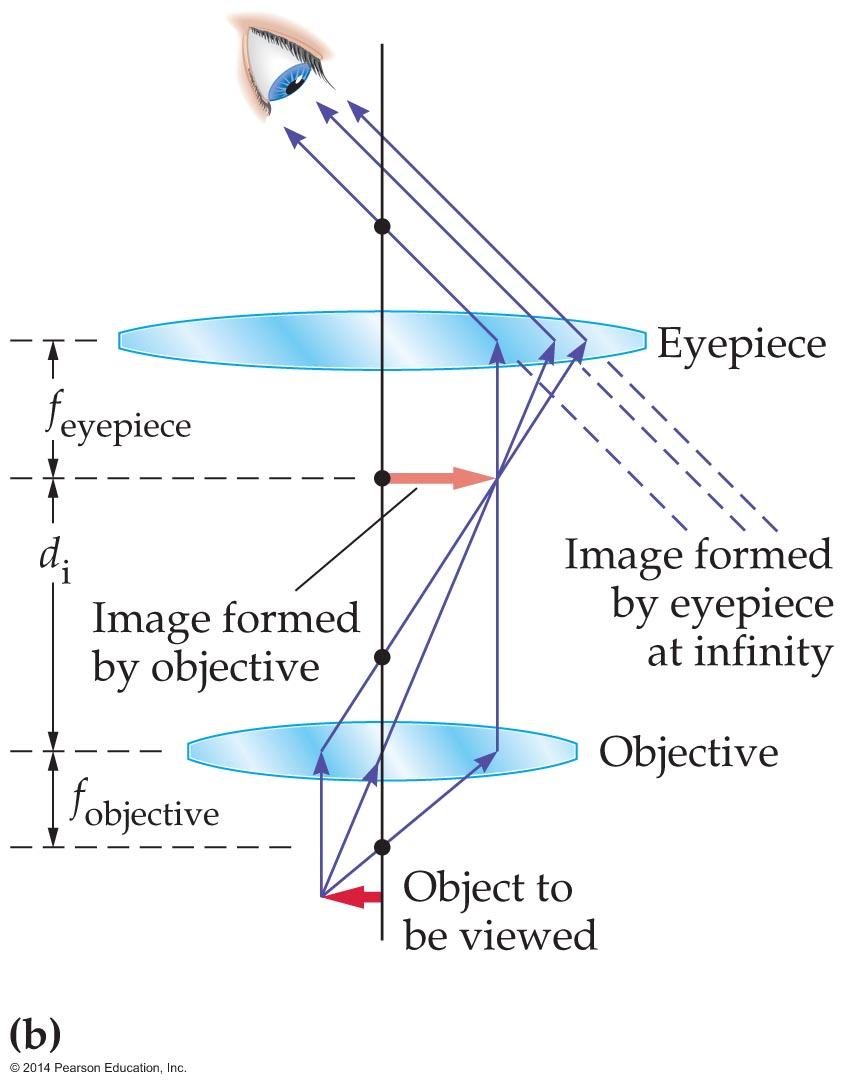 Eyepiece
f eyepiece
d i
Image formed
by eyepiece
at infinity
Image formed
by objective
Objective
f objective
Object to
be viewed
(b)
© 2014 Pearson Education, Inc.